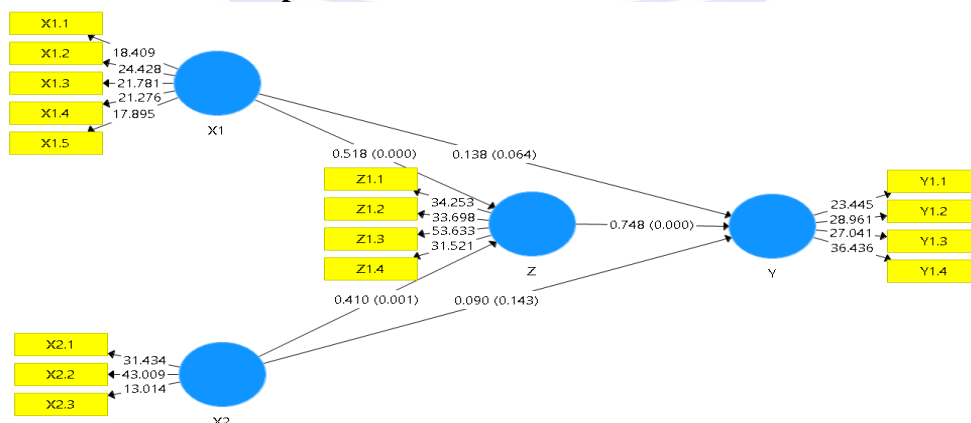 X1.1
X1.2
X1.3
X1.4
X1.5
18.409
24.428
21.781
21.276
17.895
X1
0.518 (0.000)
0.138 (0.064)
Z1.1
Z1.2
Z1.3
Z1.4
34.253
33.698
53.633
31.521
Z
0.748 (0.000)
Y
23.445
28.961
27.041
36.436
Y1.1
Y1.2
Y1.3
Y1.4
0.410 (0.001)
0.090 (0.143)
X2.1
X2.2
X2.3
31.434
43.009
13.014
X2